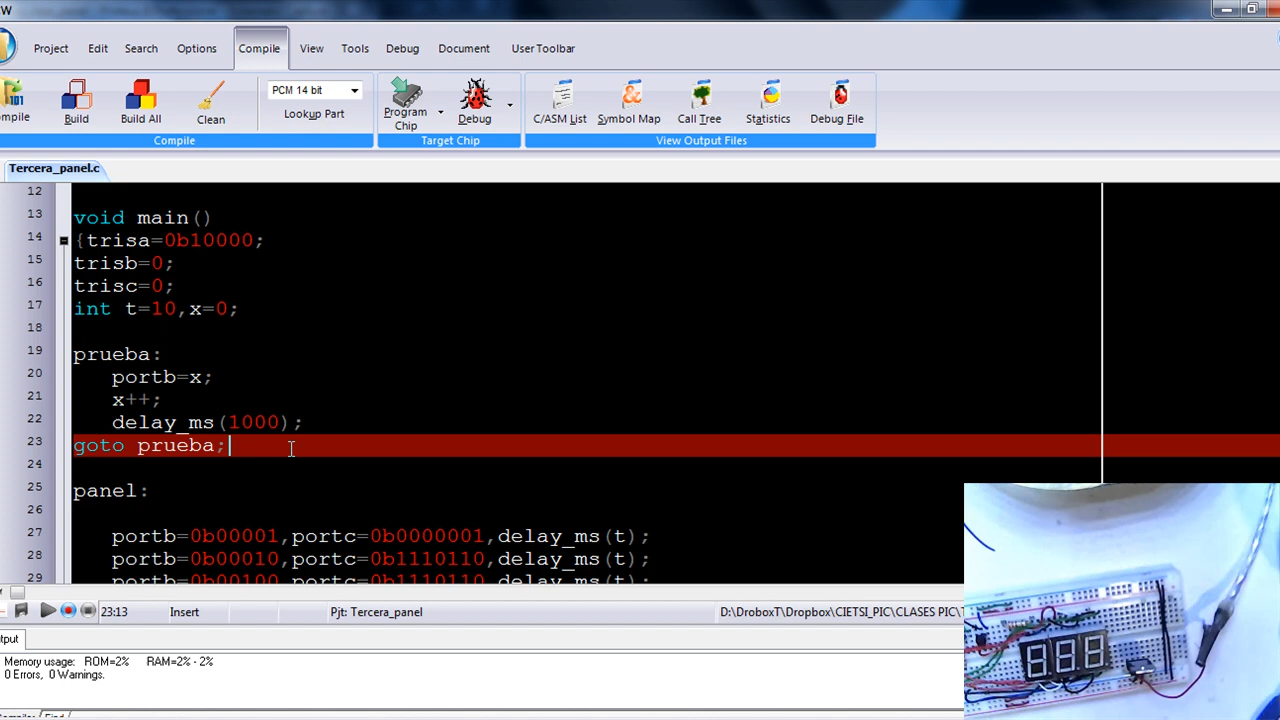 W
Project Edit Search Options Compile View Tools Debug Document User Toolbar
PCM 14 bit
Lookup Part
Build Build All Clean
Program Chip
Debug C/ASM List Symbol Map Call Tree Statistics Debug File
Compile Target Chip View Output Files
Tercera_panel.c
12
13 void main()
14 {trisa=0b10000;
15 trisb=0;
16 trisc=0;
17 int t=10,x=0;
18
19 prueba:
20 portb=x;
21 x++;
22 delay_ms(1000);
23 goto prueba;
24
25 panel:
26
27 portb=0b00001,portc=0b0000001,delay_ms(t);
28 portb=0b00010,portc=0b1110110,delay_ms(t);
29 portb=0b00100,portc=0b1110110,delay_ms(t);
23:13 Insert Pjt: Tercera_panel D:\DroboxT\Dropbox\CIETSI_PIC\CLASES PIC\T
Memory usage: ROM=2% RAM=2% - 2%
0 Errors, 0 Warnings.